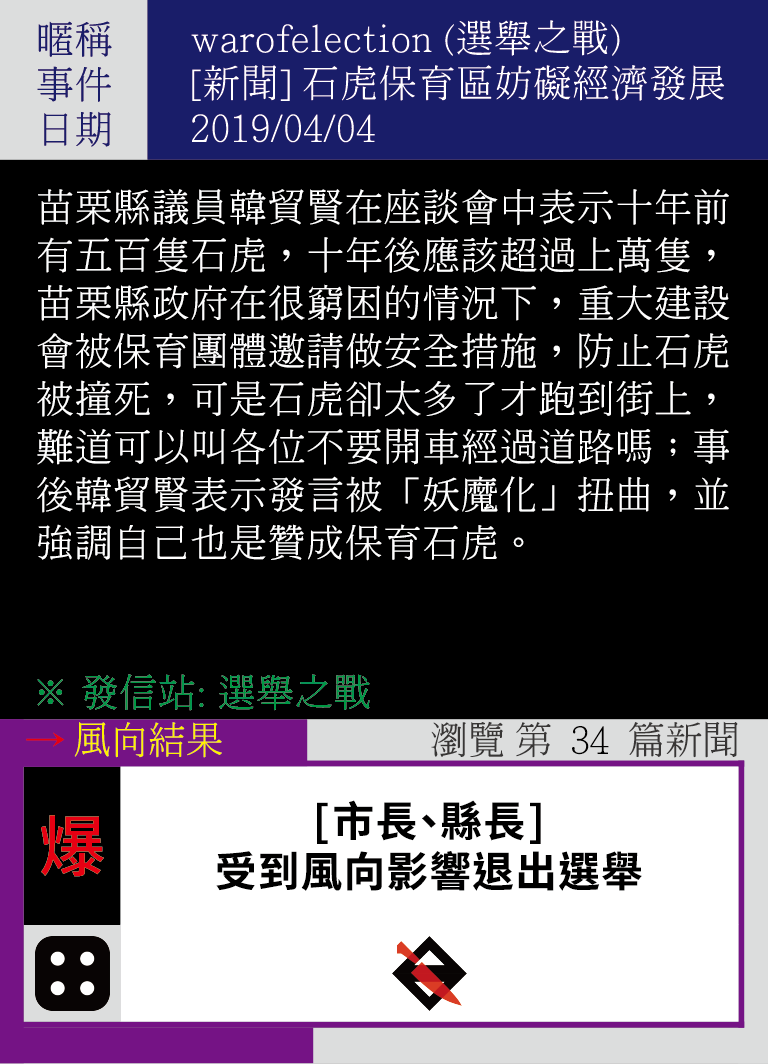 暱稱 warofelection (選舉之戰)
事件 [新聞] 石虎保育區妨礙經濟發展
日期 2019/04/04
苗栗縣議員韓貿賢在座談會中表示十年前
有五百隻石虎，十年後應該超過上萬隻，
苗栗縣政府在很窮困的情況下，重大建設
會被保育團體邀請做安全措施，防止石虎
被撞死，可是石虎卻太多了才跑到街上，
難道可以叫各位不要開車經過道路嗎；事
後韓貿賢表示發言被「妖魔化」扭曲，並
強調自己也是贊成保育石虎。
※ 發信站: 選舉之戰
→ 風向結果 瀏覽 第 34 篇新聞
爆
[市長、縣長]
受到風向影響退出選舉